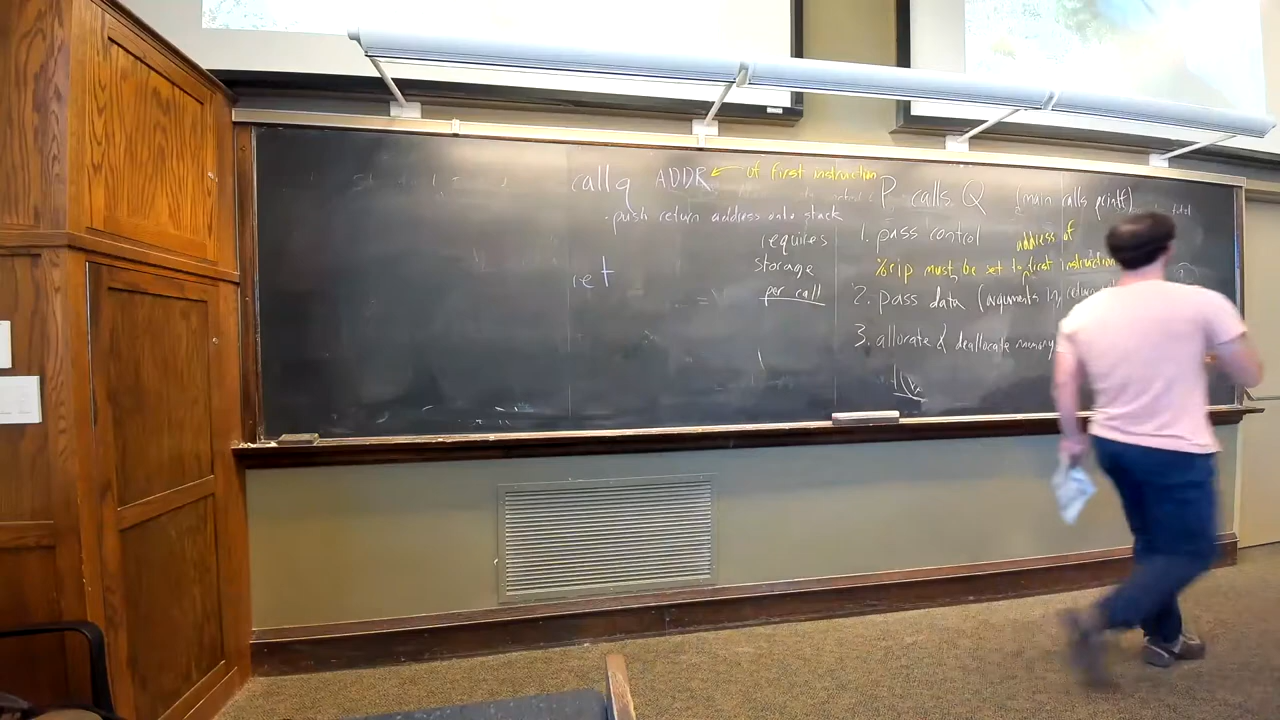 callq ADDR ← of first instruction
· push return address onto stack
requires
storage
per call
ret
P calls Q (main calls printf)
1. pass control
address of
%rip must be set to first instruction
2. pass data (arguments in, return
3. allocate & deallocate memory